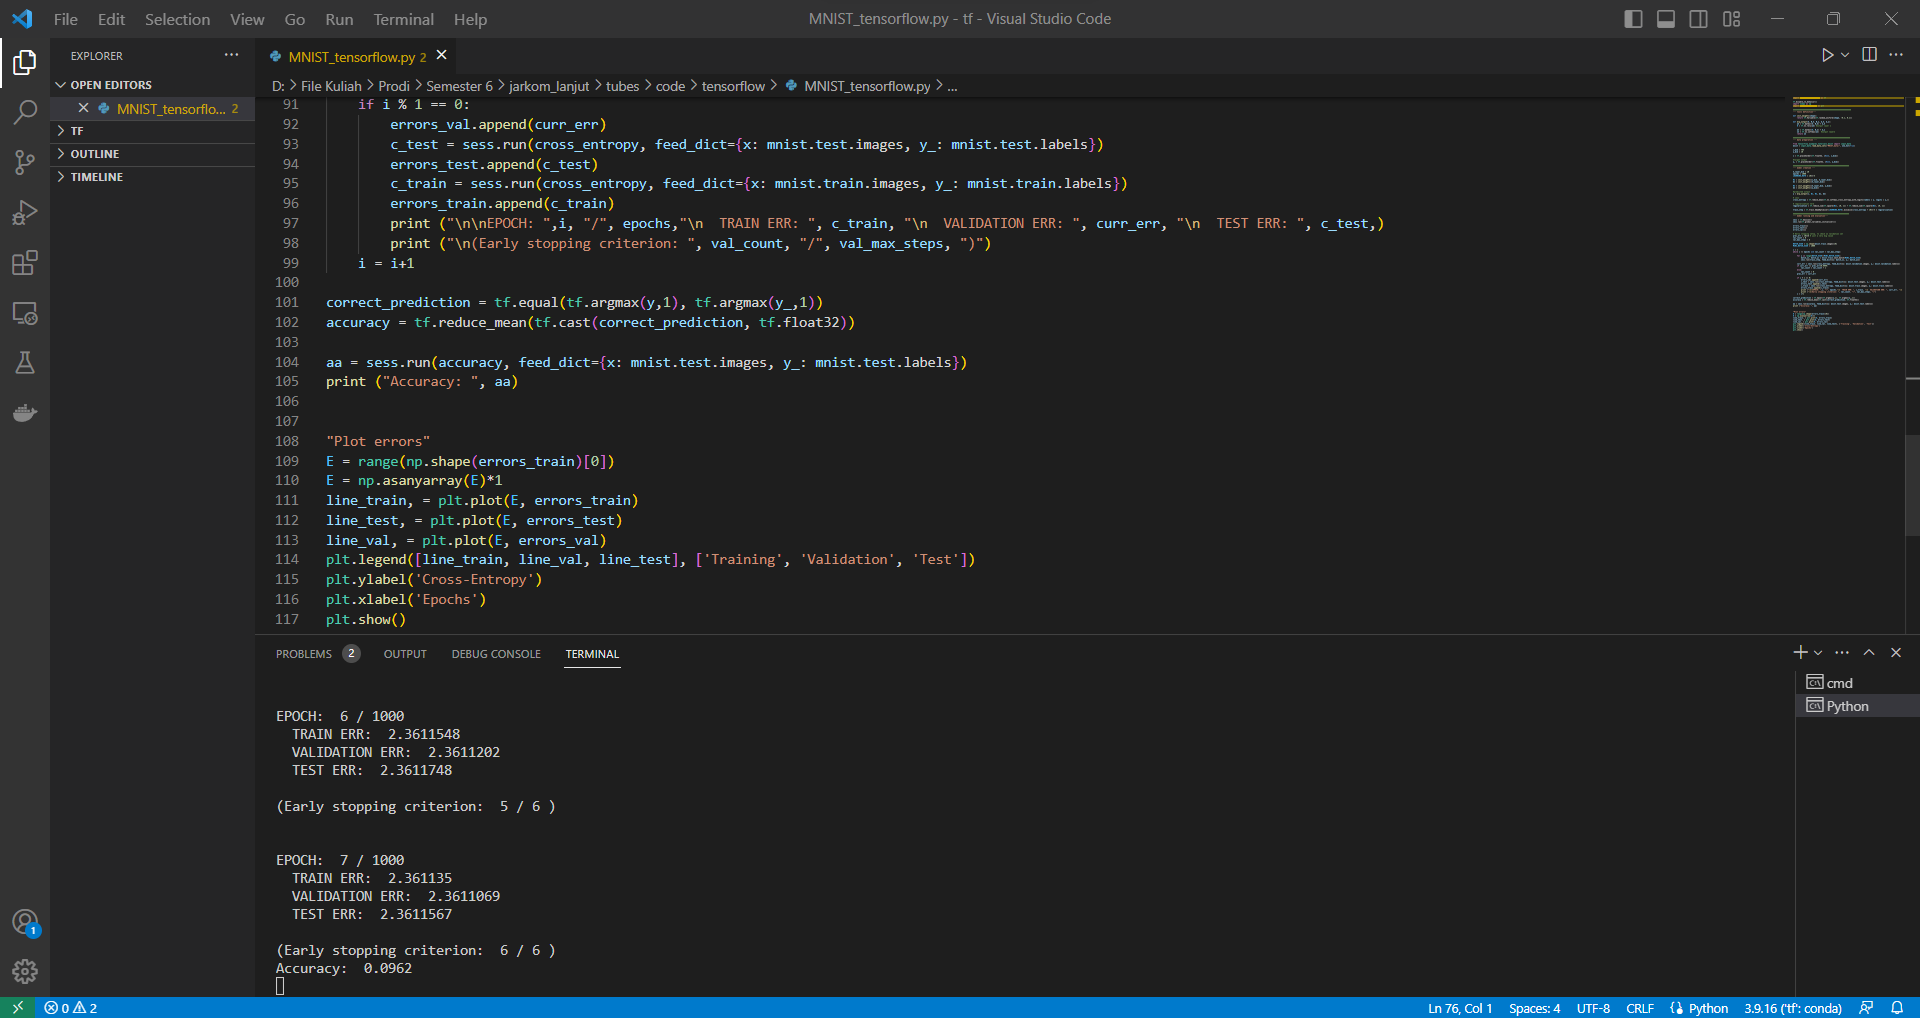 File Edit Selection View Go Run Terminal Help
MNIST_tensorflow.py - tf - Visual Studio Code
EXPLORER
OPEN EDITORS
MNIST_tensorflo... 2
TF
OUTLINE
TIMELINE
MNIST_tensorflow.py 2
D: > File Kuliah > Prodi > Semester 6 > jarkom_lanjut > tubes > code > tensorflow > MNIST_tensorflow.py > ...
91 if i % 1 == 0:
92 errors_val.append(curr_err)
93 c_test = sess.run(cross_entropy, feed_dict={x: mnist.test.images, y_: mnist.test.labels})
94 errors_test.append(c_test)
95 c_train = sess.run(cross_entropy, feed_dict={x: mnist.train.images, y_: mnist.train.labels})
96 errors_train.append(c_train)
97 print ("\n\nEPOCH: ",i, "/", epochs,"\n  TRAIN ERR: ", c_train, "\n  VALIDATION ERR: ", curr_err, "\n  TEST ERR: ", c_test,)
98 print ("\n(Early stopping criterion: ", val_count, "/", val_max_steps, ")")
99 i = i+1
100
101 correct_prediction = tf.equal(tf.argmax(y,1), tf.argmax(y_,1))
102 accuracy = tf.reduce_mean(tf.cast(correct_prediction, tf.float32))
103
104 aa = sess.run(accuracy, feed_dict={x: mnist.test.images, y_: mnist.test.labels})
105 print ("Accuracy: ", aa)
106
107
108 "Plot errors"
109 E = range(np.shape(errors_train)[0])
110 E = np.asanyarray(E)*1
111 line_train, = plt.plot(E, errors_train)
112 line_test, = plt.plot(E, errors_test)
113 line_val, = plt.plot(E, errors_val)
114 plt.legend([line_train, line_val, line_test], ['Training', 'Validation', 'Test'])
115 plt.ylabel('Cross-Entropy')
116 plt.xlabel('Epochs')
117 plt.show()
PROBLEMS 2 OUTPUT DEBUG CONSOLE TERMINAL
cmd
Python
EPOCH:  6 / 1000
TRAIN ERR:  2.3611548
VALIDATION ERR:  2.3611202
TEST ERR:  2.3611748
(Early stopping criterion:  5 / 6 )
EPOCH:  7 / 1000
TRAIN ERR:  2.361135
VALIDATION ERR:  2.3611069
TEST ERR:  2.3611567
(Early stopping criterion:  6 / 6 )
Accuracy:  0.0962
1
0 2
Ln 76, Col 1 Spaces: 4 UTF-8 CRLF Python 3.9.16 ('tf': conda)